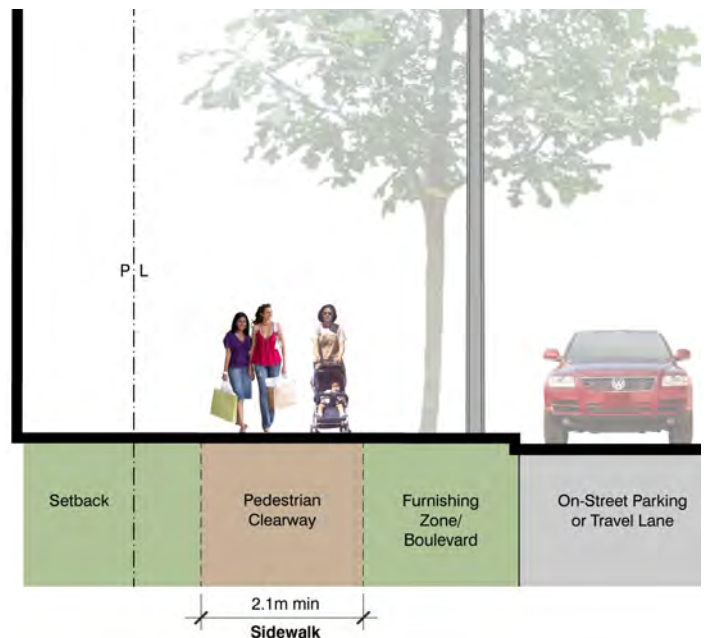 P L
Setback
Pedestrian
Clearway
Furnishing
Zone/
Boulevard
On-Street Parking
or Travel Lane
2.1m min
Sidewalk